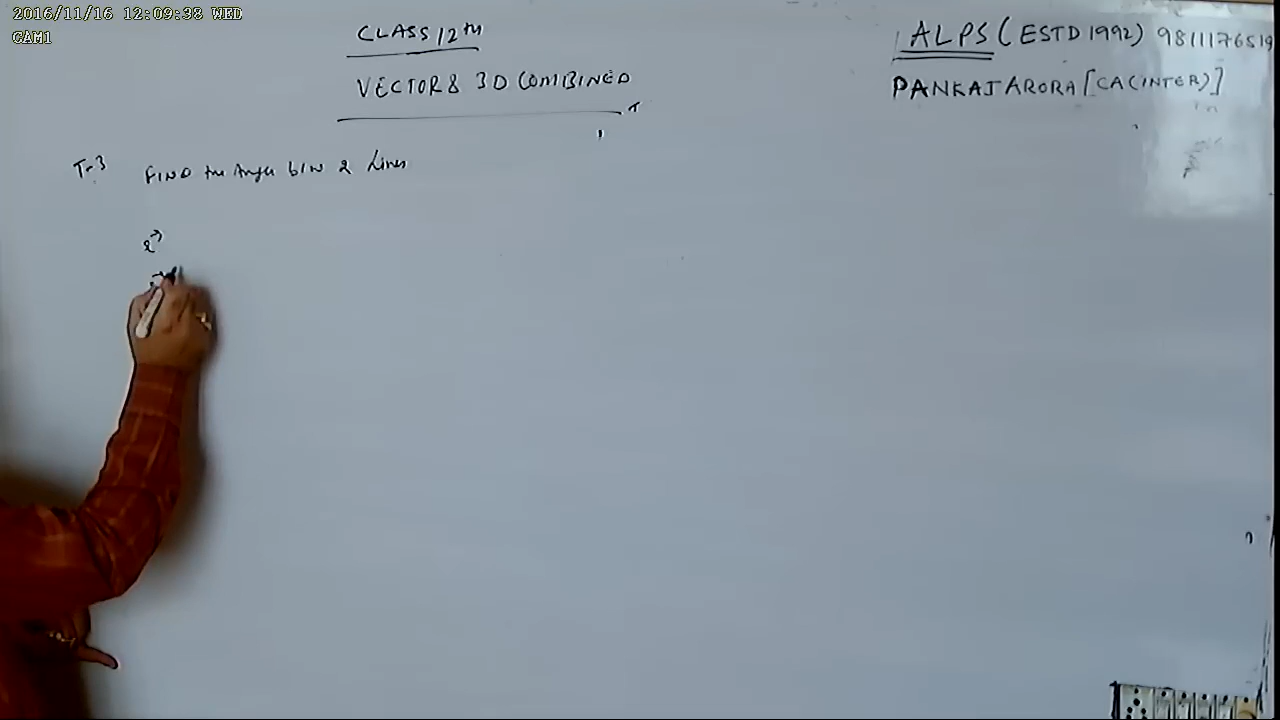 2016/11/16 12:09:38 WED
CAM1
CLASS 12th
VECTOR & 3D COMBINED
ALPS (ESTD 1992) 9811176519
PANKAJ ARORA [CA (INTER)]
T-3 FIND the Angle b/w 2 Lines